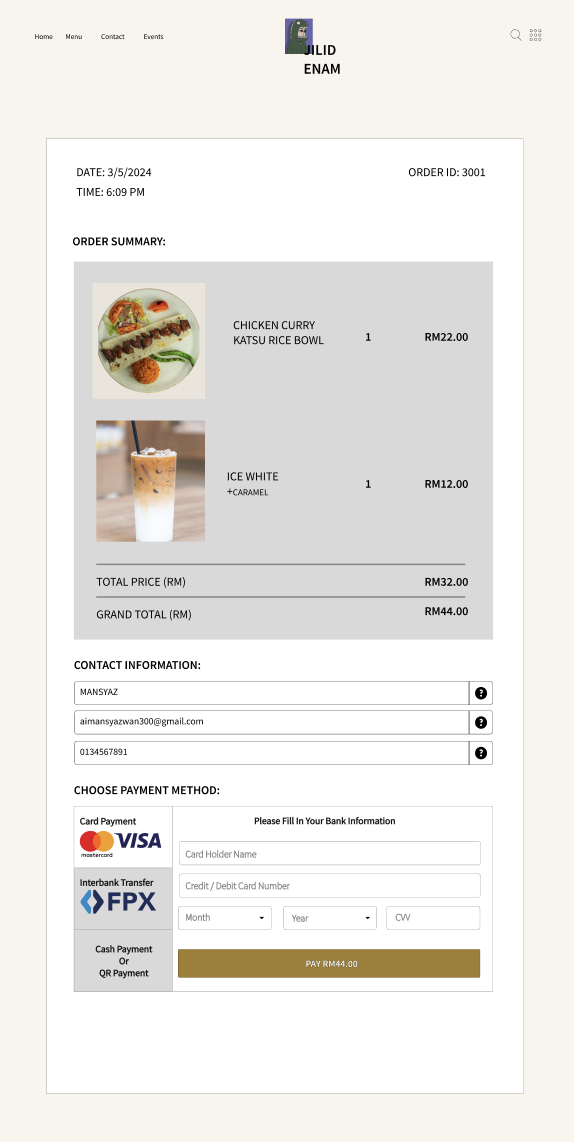 Home Menu Contact Events
JILID
ENAM
DATE: 3/5/2024
ORDER ID: 3001
TIME: 6:09 PM
ORDER SUMMARY:
CHICKEN CURRY
KATSU RICE BOWL
1
RM22.00
ICE WHITE
+CARAMEL
1
RM12.00
TOTAL PRICE (RM)
RM32.00
GRAND TOTAL (RM)
RM44.00
CONTACT INFORMATION:
MANSYAZ
?
aimansyazwan300@gmail.com
?
0134567891
?
CHOOSE PAYMENT METHOD:
Card Payment
mastercard
VISA
Interbank Transfer
FPX
Cash Payment
Or
QR Payment
Please Fill In Your Bank Information
Card Holder Name
Credit / Debit Card Number
Month
Year
CVV
PAY RM44.00